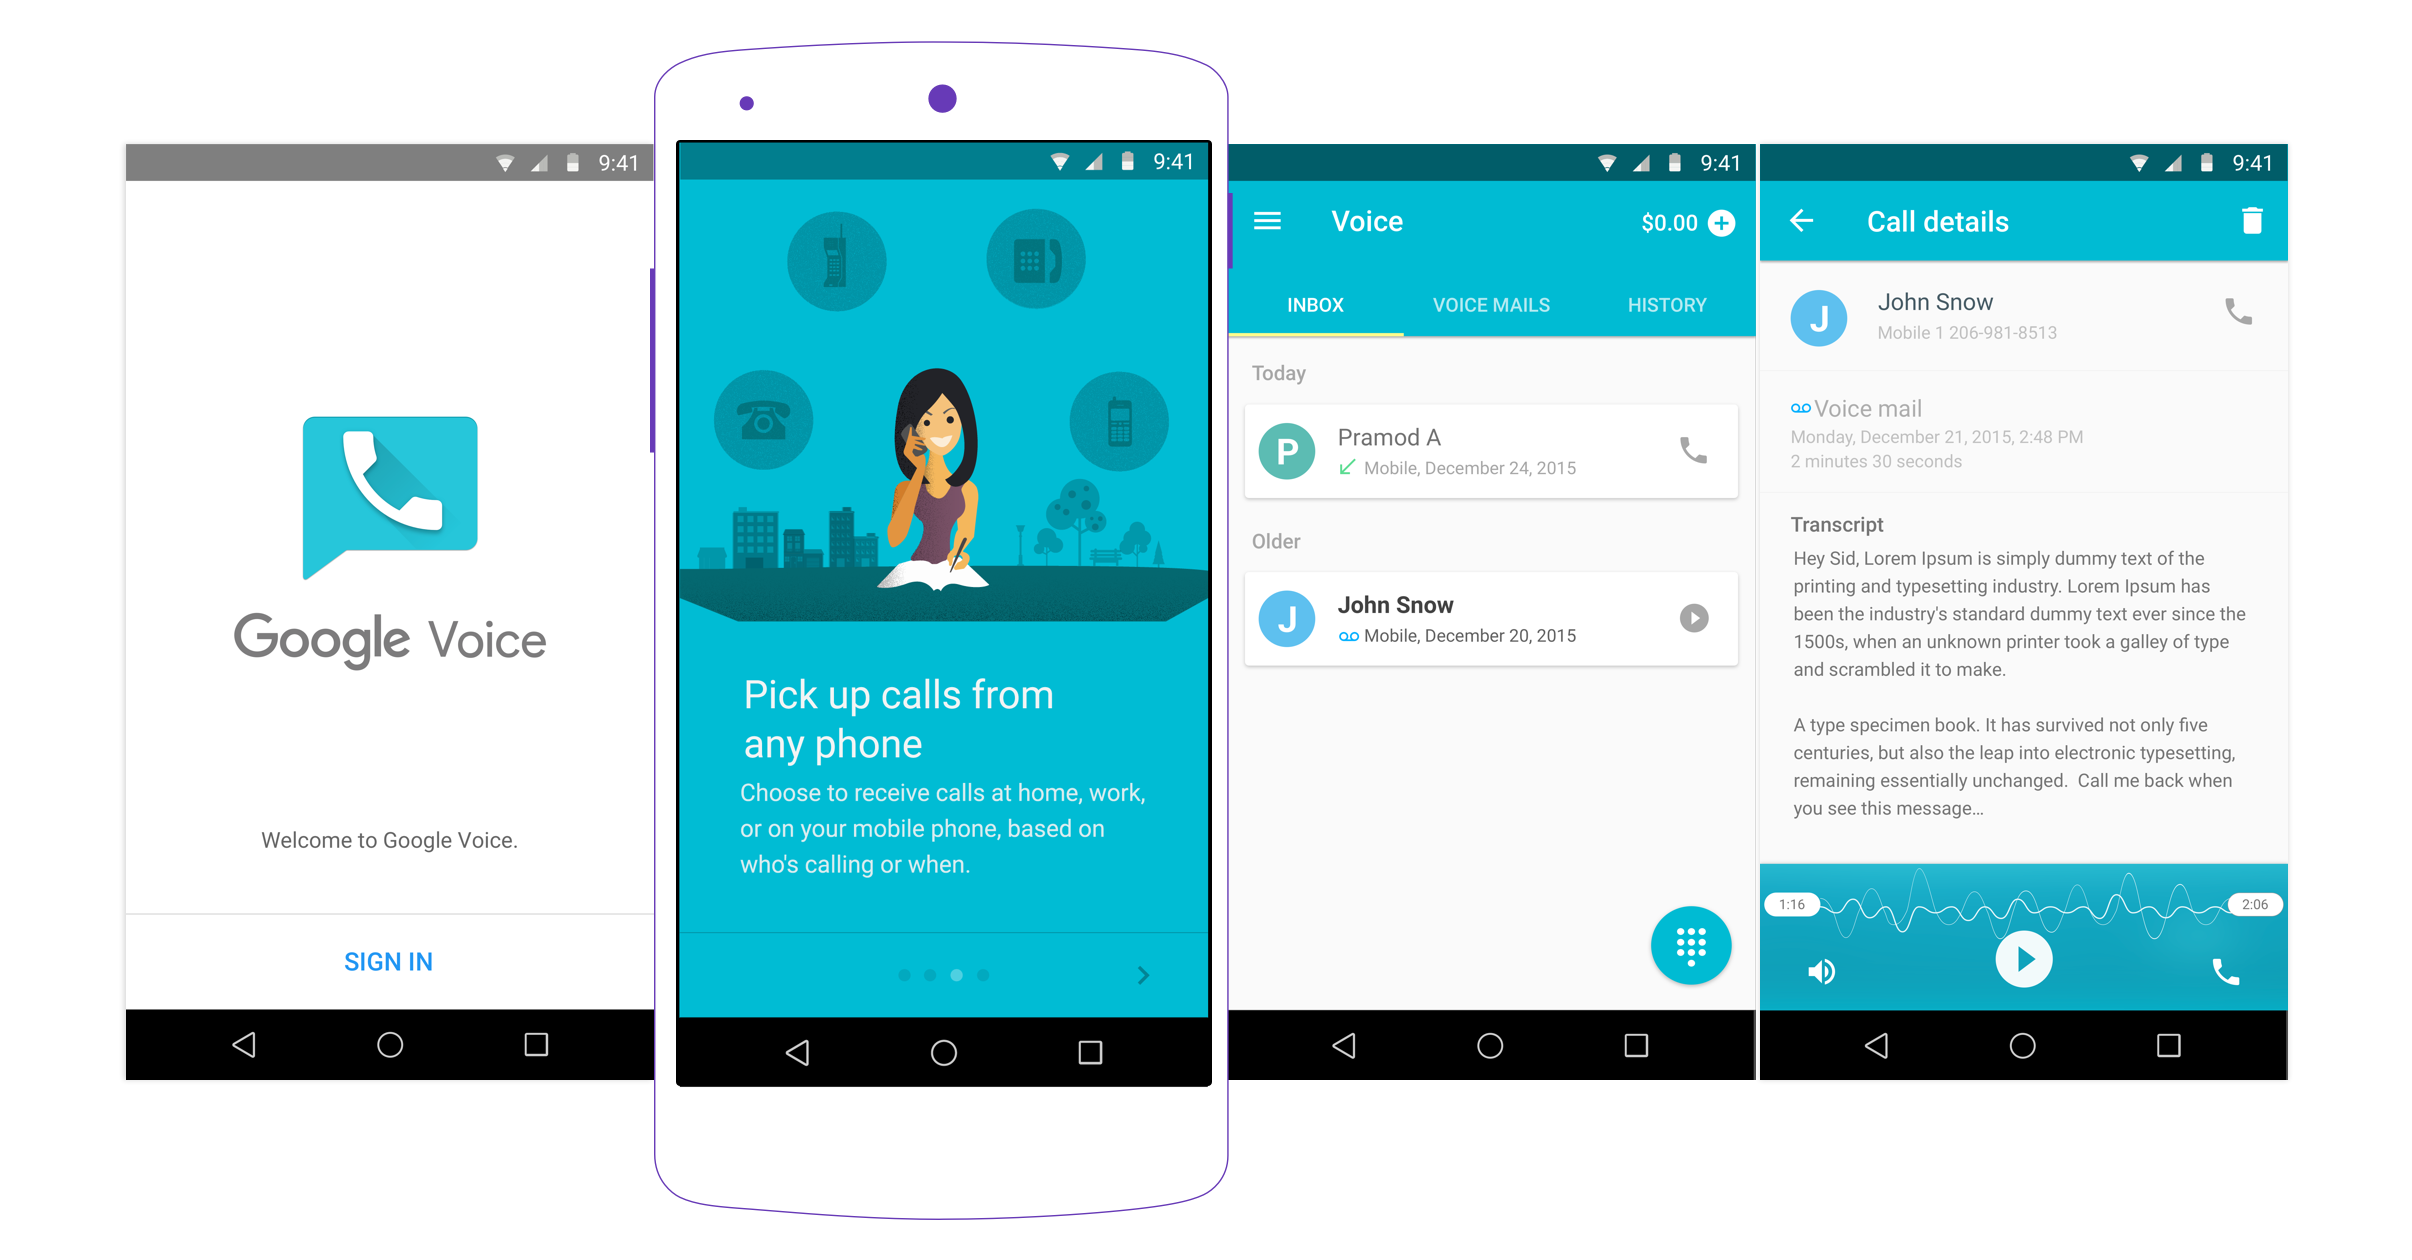 9:41
Google Voice
Welcome to Google Voice.
SIGN IN
9:41
Pick up calls from
any phone
Choose to receive calls at home, work,
or on your mobile phone, based on
who's calling or when.
9:41
Voice
$0.00
INBOX
VOICE MAILS
HISTORY
Today
P
Pramod A
Mobile, December 24, 2015
Older
J
John Snow
Mobile, December 20, 2015
9:41
Call details
J
John Snow
Mobile 1 206-981-8513
Voice mail
Monday, December 21, 2015, 2:48 PM
2 minutes 30 seconds
Transcript
Hey Sid, Lorem Ipsum is simply dummy text of the
printing and typesetting industry. Lorem Ipsum has
been the industry's standard dummy text ever since the
1500s, when an unknown printer took a galley of type
and scrambled it to make.
A type specimen book. It has survived not only five
centuries, but also the leap into electronic typesetting,
remaining essentially unchanged.  Call me back when
you see this message...
1:16
2:06